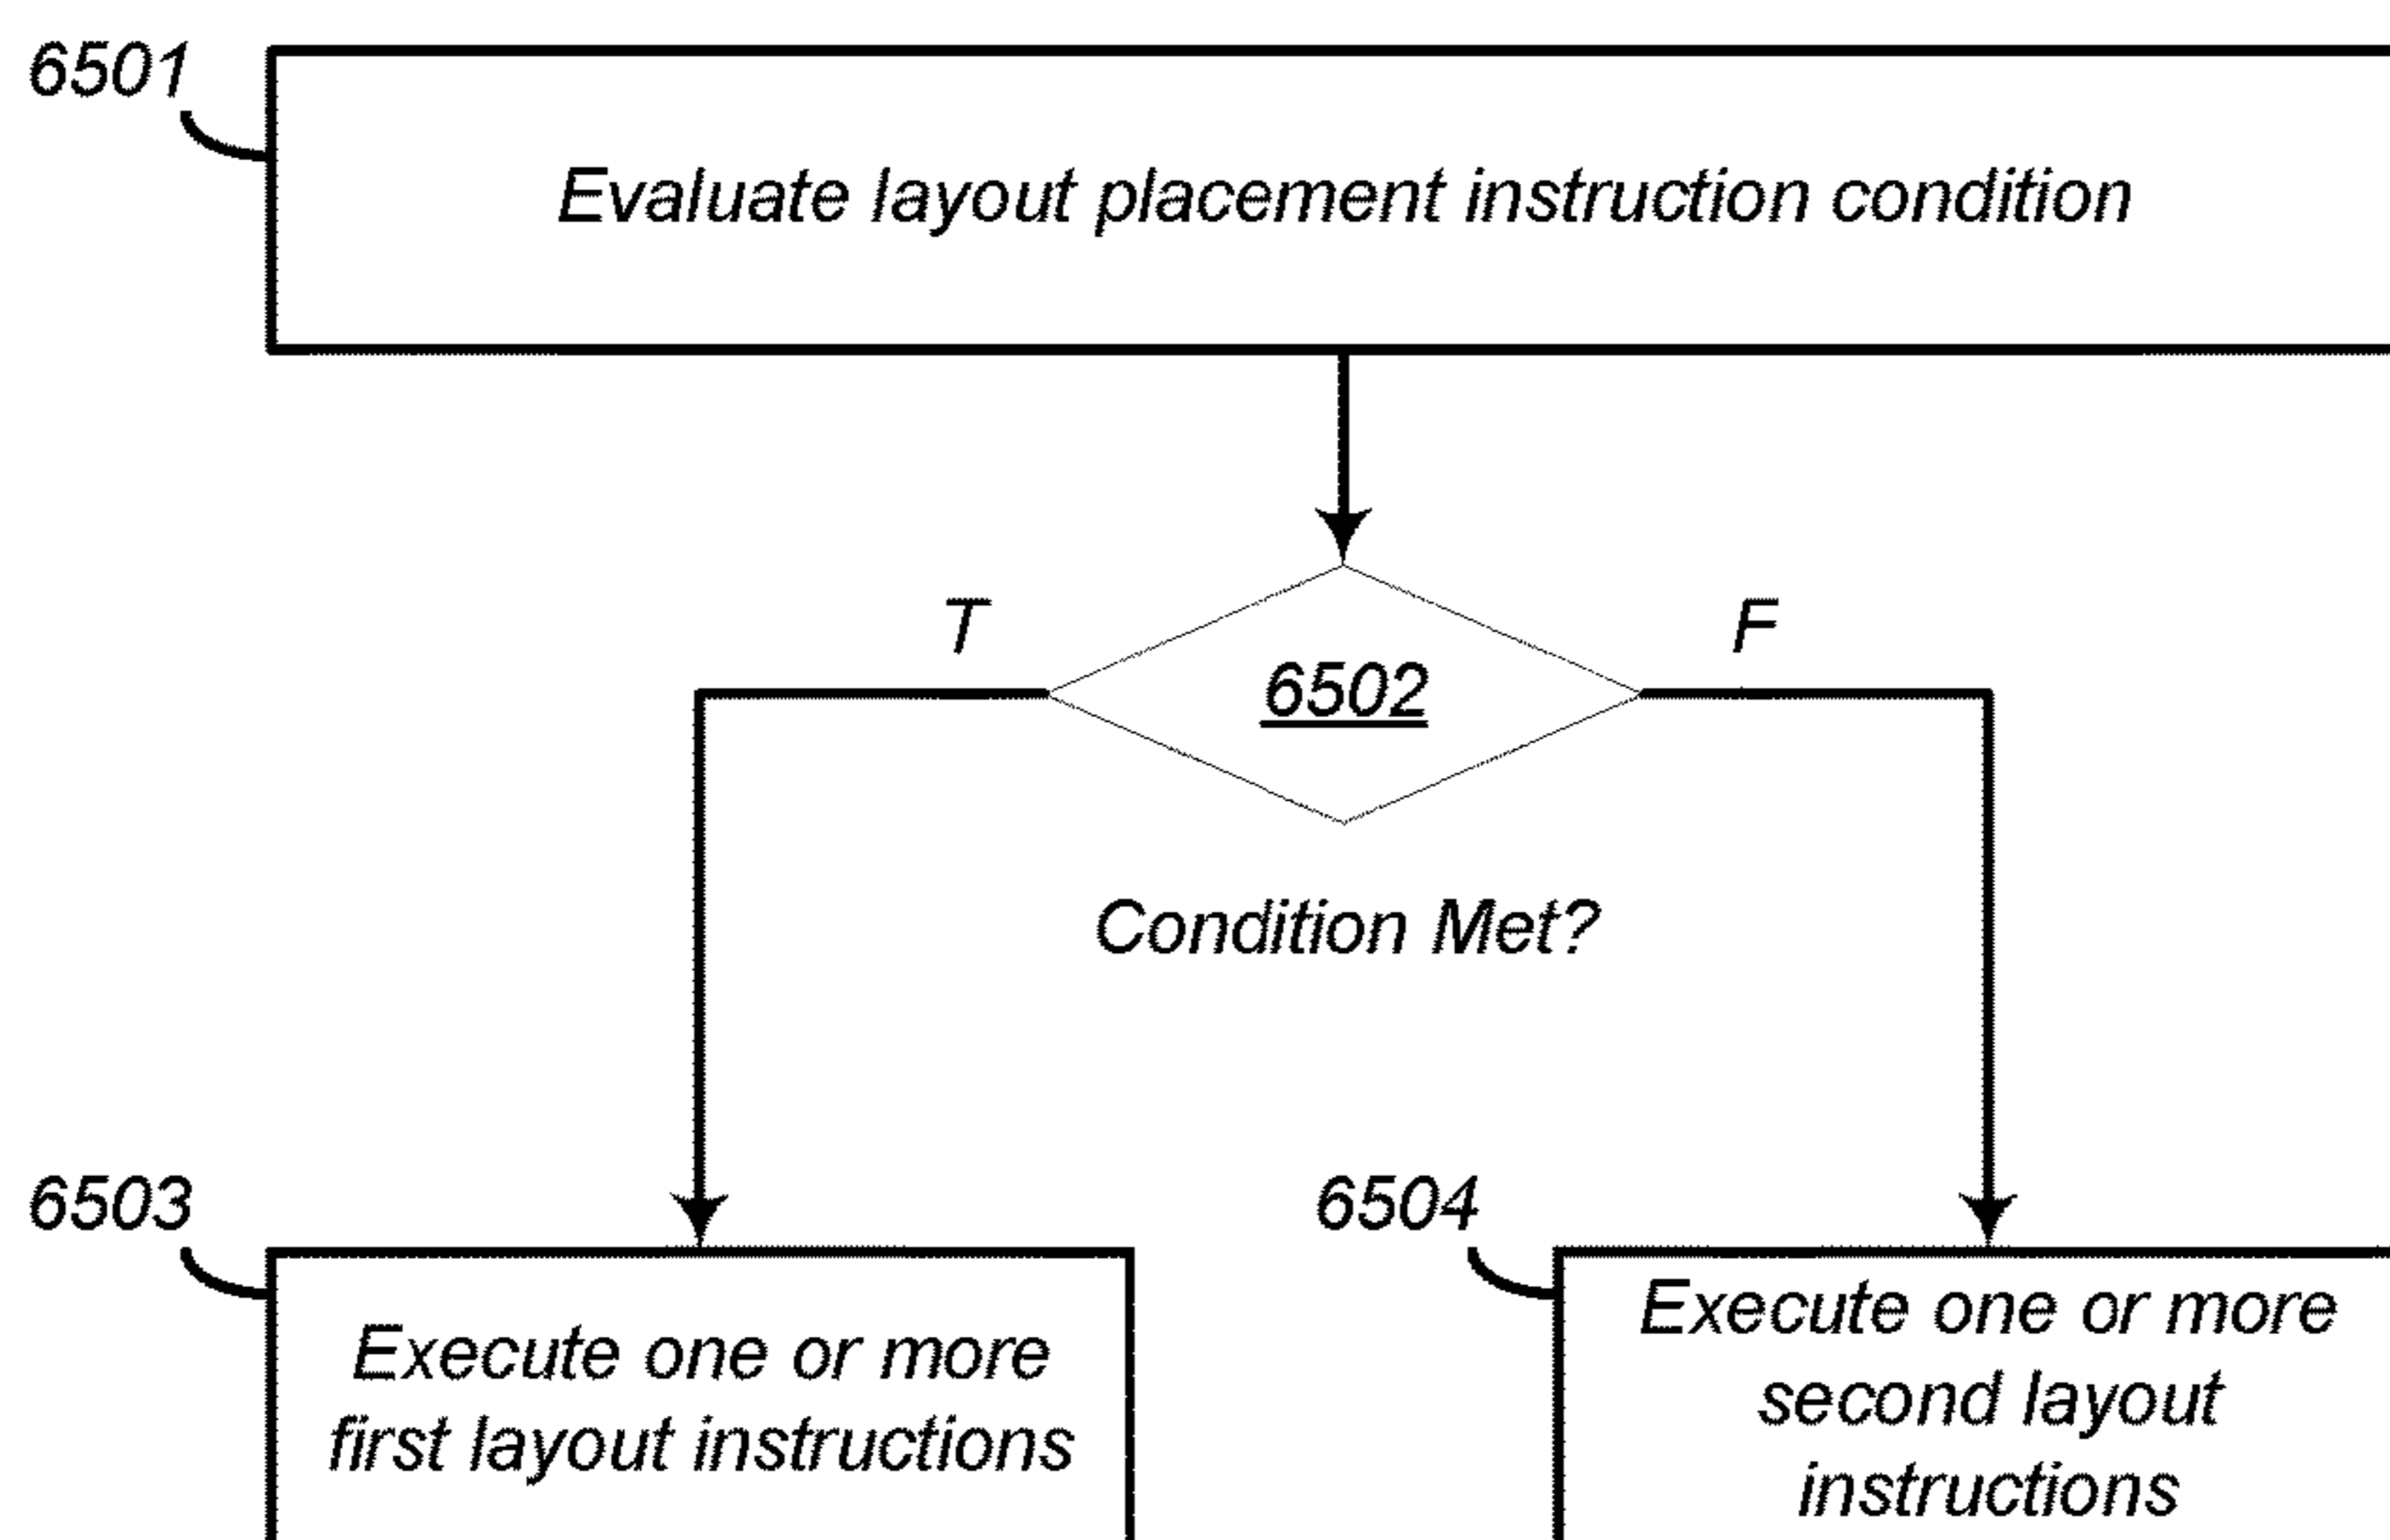 6501
Evaluate layout placement instruction condition
T
F
6502
Condition Met?
6503
6504
Execute one or more
first layout instructions
Execute one or more
second layout
instructions